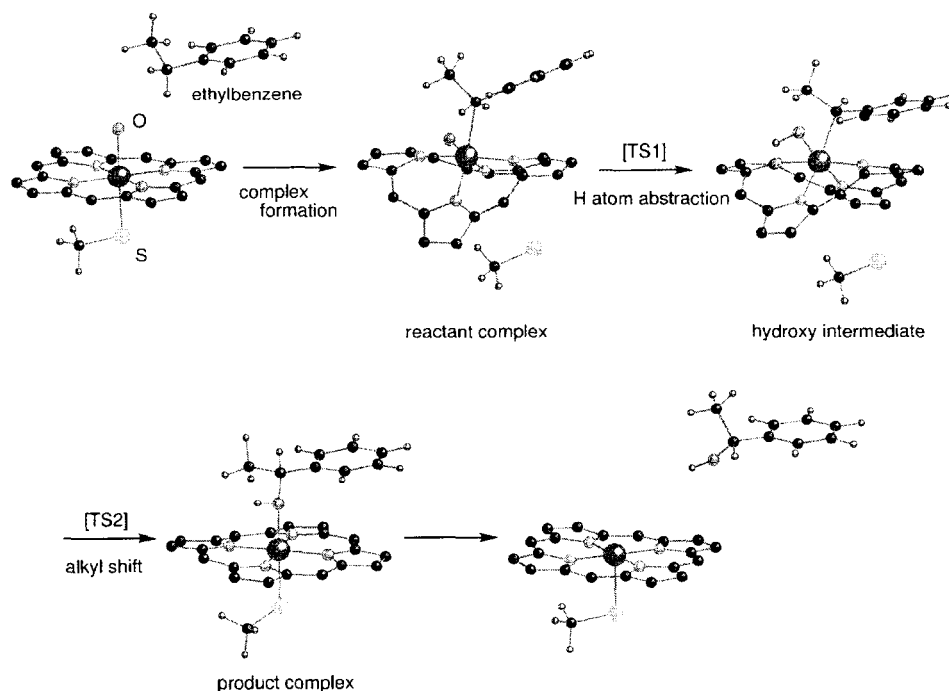 ethylbenzene
O
S
complex
formation
[TS1]
H atom abstraction
reactant complex
hydroxy intermediate
[TS2]
alkyl shift
product complex